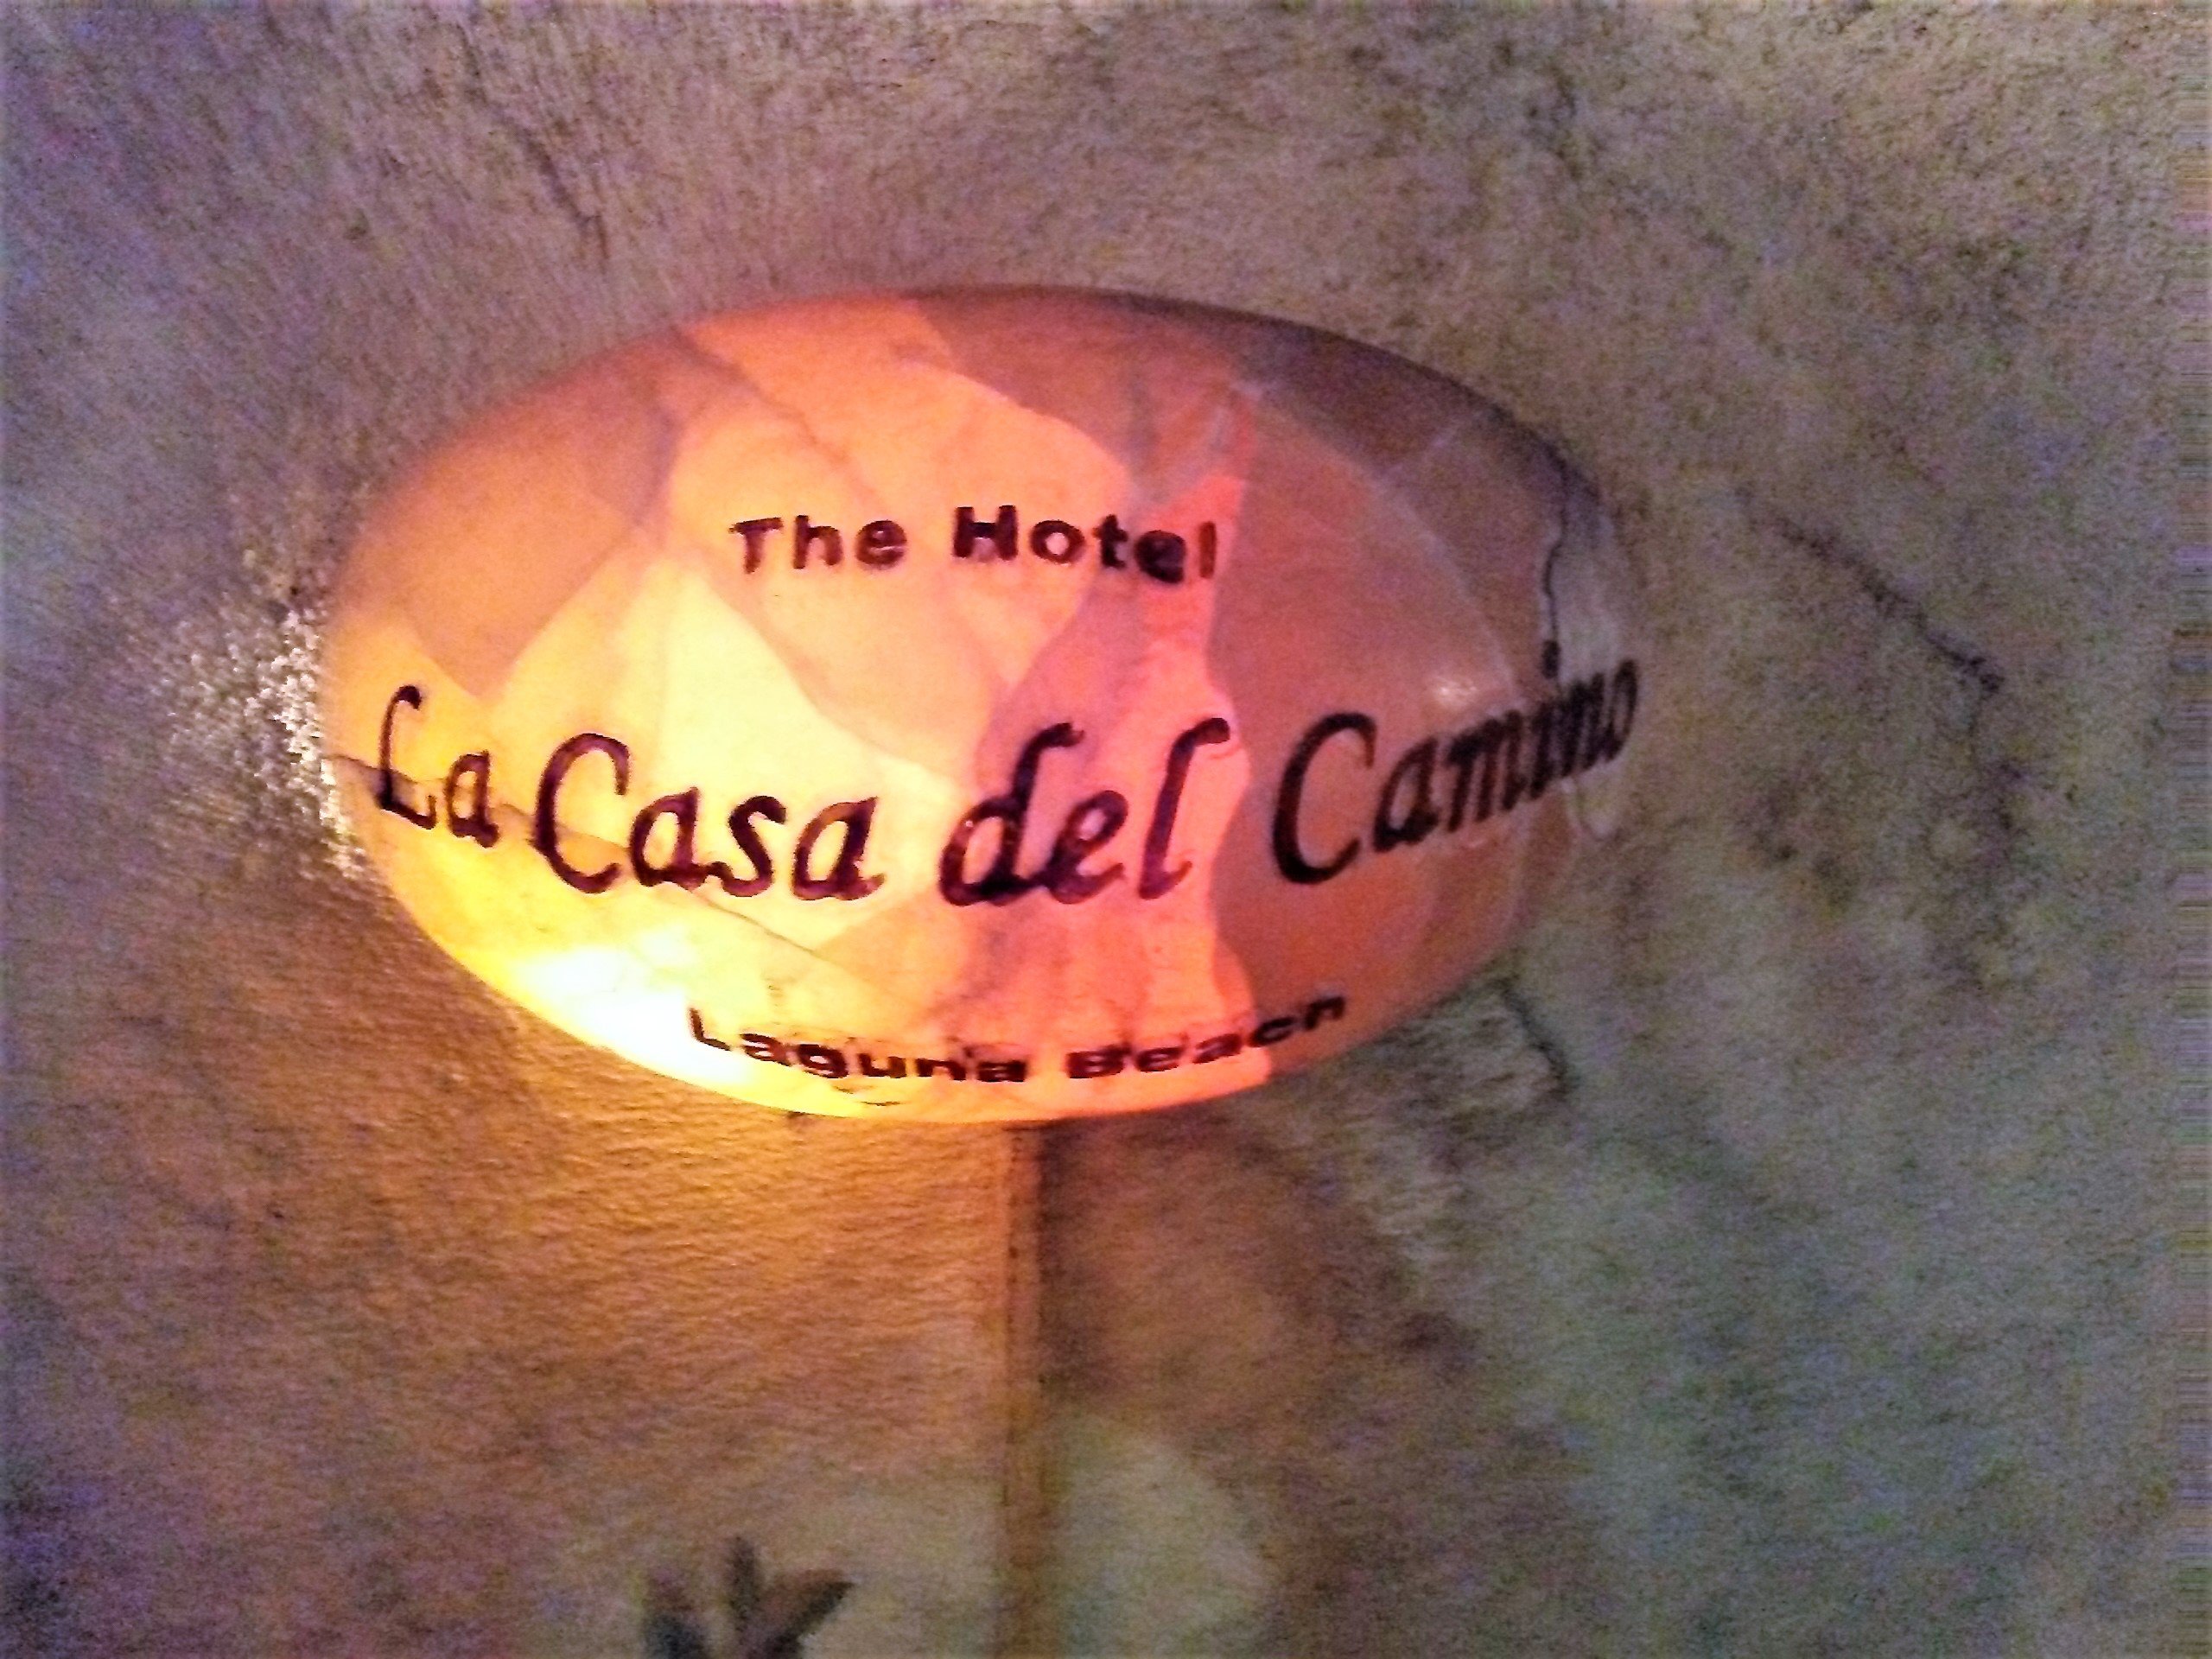 The Hotel
La Casa del Camino
Laguna Beach